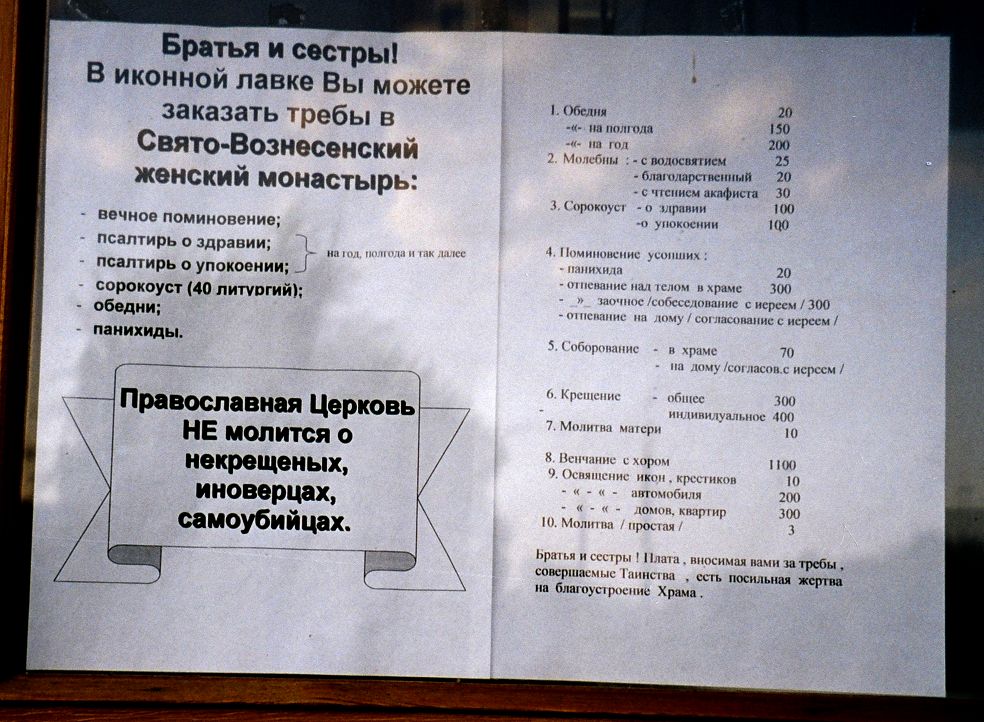 Братья и сестры!
В иконной лавке Вы можете
заказать требы в
Свято-Вознесенский
женский монастырь:
- вечное поминовение;
- псалтирь о здравии;
- псалтирь о упокоении;
на год, полгода и так далее
- сорокоуст (40 литургий);
- обедни;
- панихиды.
Православная Церковь
НЕ молится о
некрещеных,
иноверцах,
самоубийцах.
1. Обедня 20
-«- на полгода 150
-«- на год 200
2. Молебны : - с водосвятием 25
- благодарственный 20
- с чтением акафиста 30
3. Сорокоуст - о здравии 100
-о упокоении 100
4. Поминовение усопших :
- панихида 20
- отпевание над телом в храме 300
- _»_ заочное /собеседование с иереем / 300
- отпевание на дому / согласование с иереем /
5. Соборование - в храме 70
- на дому /согласов.с иереем /
6. Крещение - общее 300
- индивидуальное 400
7. Молитва матери 10
8. Венчание с хором 1100
9. Освящение икон , крестиков 10
- « - « - автомобиля 200
- « - « - домов, квартир 300
10. Молитва / простая / 3
Братья и сестры ! Плата , вносимая вами за требы ,
совершаемые Таинства , есть посильная жертва
на благоустроение Храма .